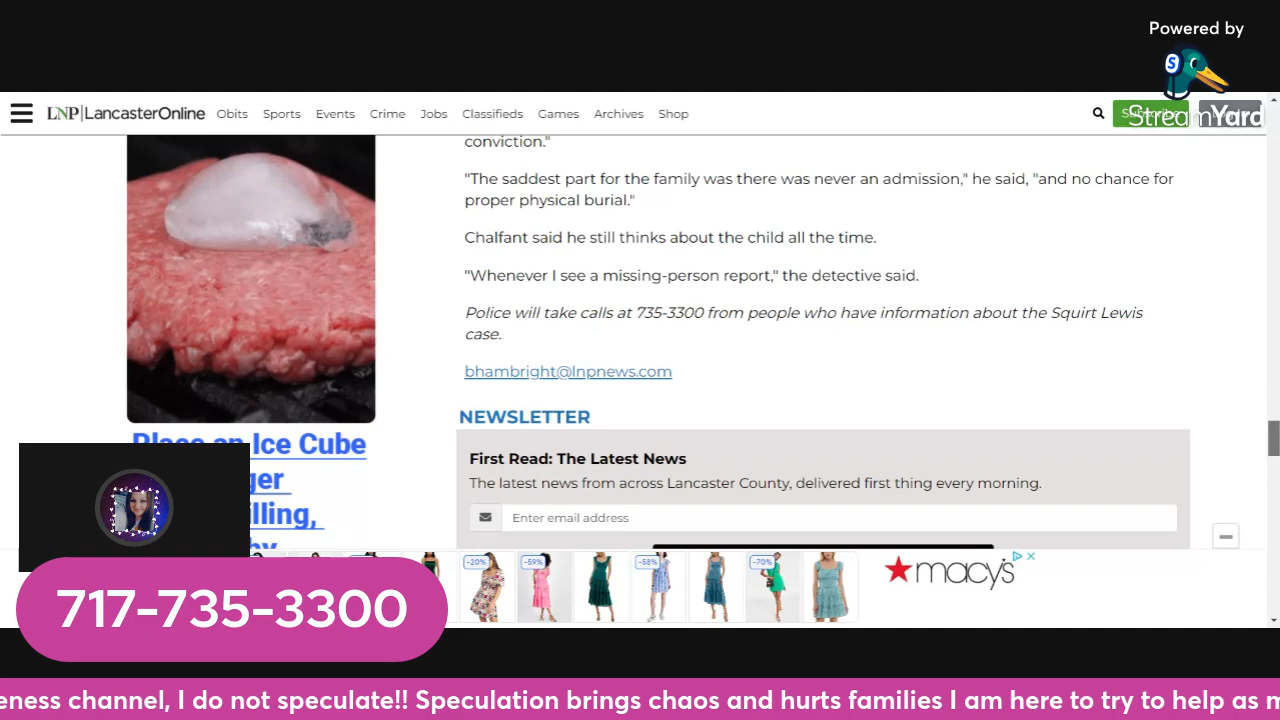 Powered by
StreamYard
LNP|LancasterOnline Obits Sports Events Crime Jobs Classifieds Games Archives Shop
conviction."
"The saddest part for the family was there was never an admission," he said, "and no chance for
proper physical burial."
Chalfant said he still thinks about the child all the time.
"Whenever I see a missing-person report," the detective said.
Police will take calls at 735-3300 from people who have information about the Squirt Lewis
case.
bhambright@lnpnews.com
NEWSLETTER
First Read: The Latest News
The latest news from across Lancaster County, delivered first thing every morning.
Enter email address
Place an Ice Cube
-20% -59% -58% -70%
macy's
717-735-3300
channel, I do not speculate!! Speculation brings chaos and hurts families I am here to try to help as